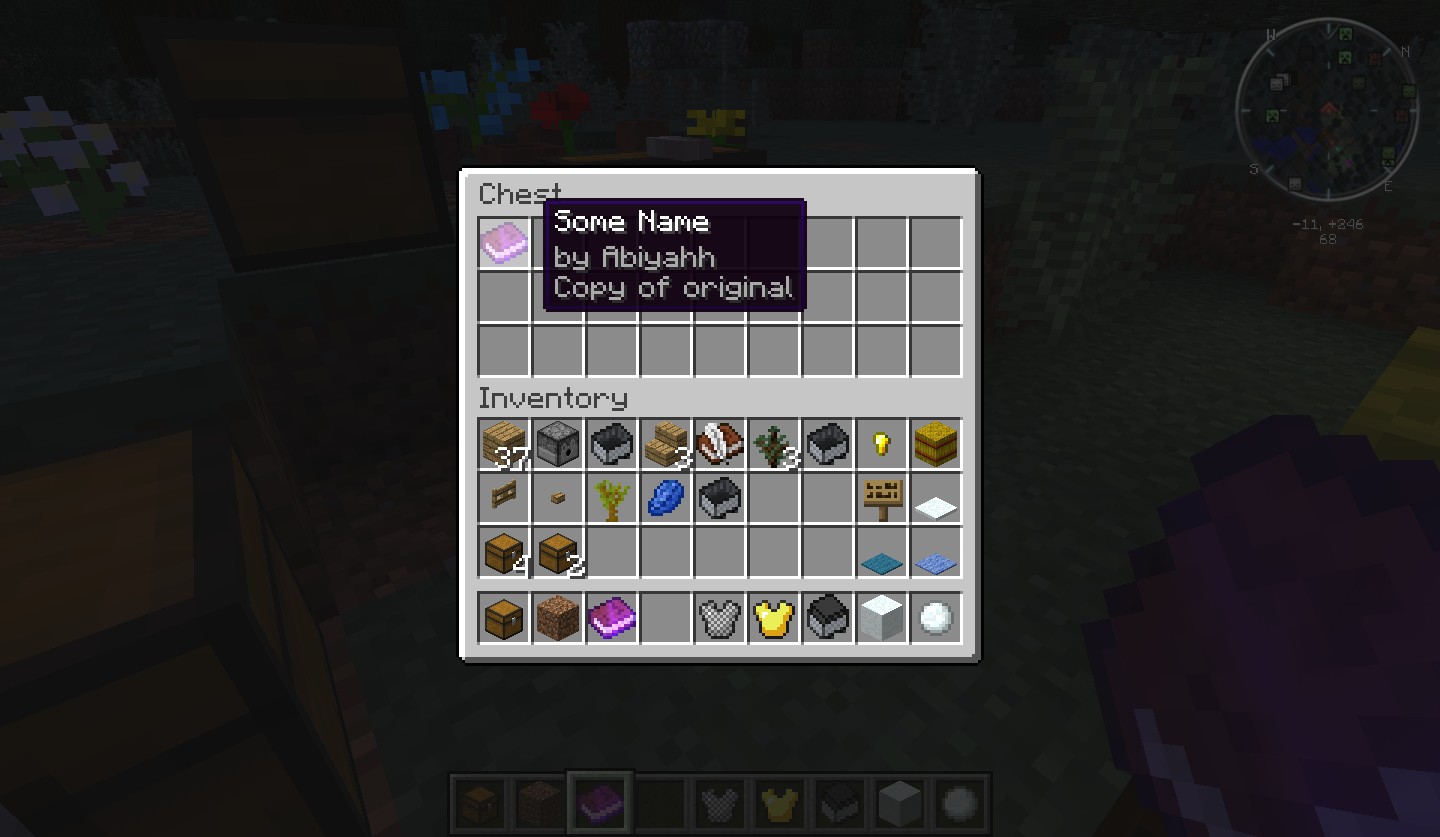 W
N
S
E
-11, +246
68
Chest
Some Name
by Abiyahh
Copy of original
Inventory
37
3
3
4
2